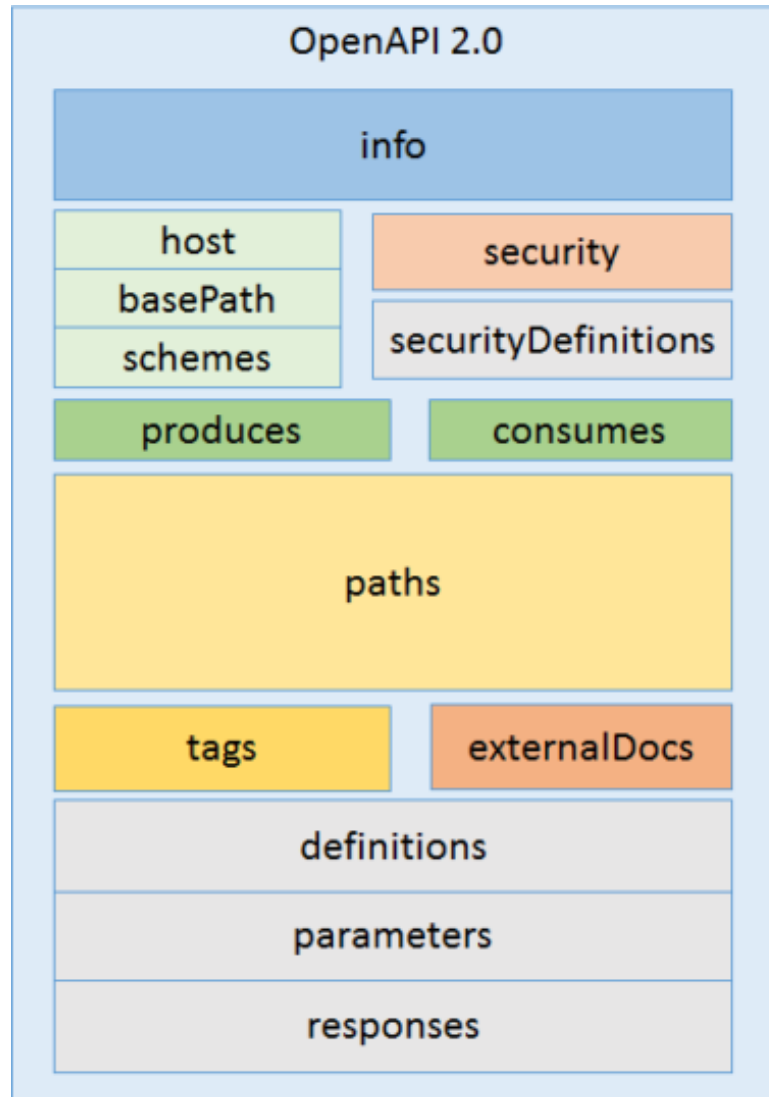 OpenAPI 2.0
info
host
basePath
schemes
security
securityDefinitions
produces
consumes
paths
tags
externalDocs
definitions
parameters
responses